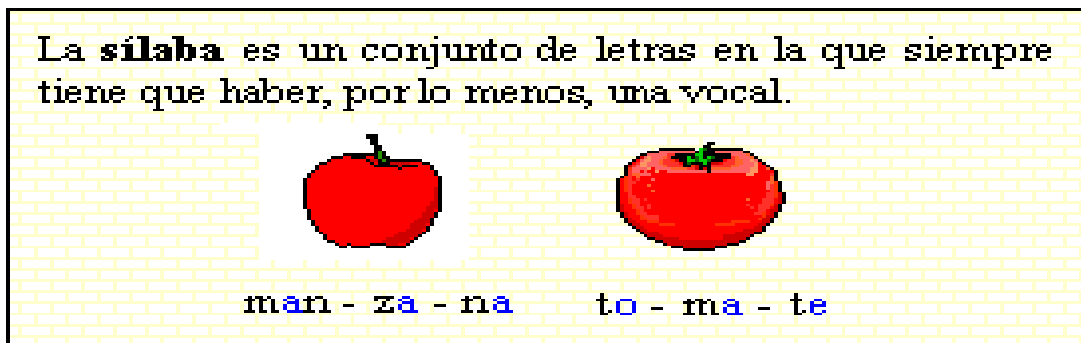 La sílaba es un conjunto de letras en la que siempre
tiene que haber, por lo menos, una vocal.
man - za - na to - ma - te